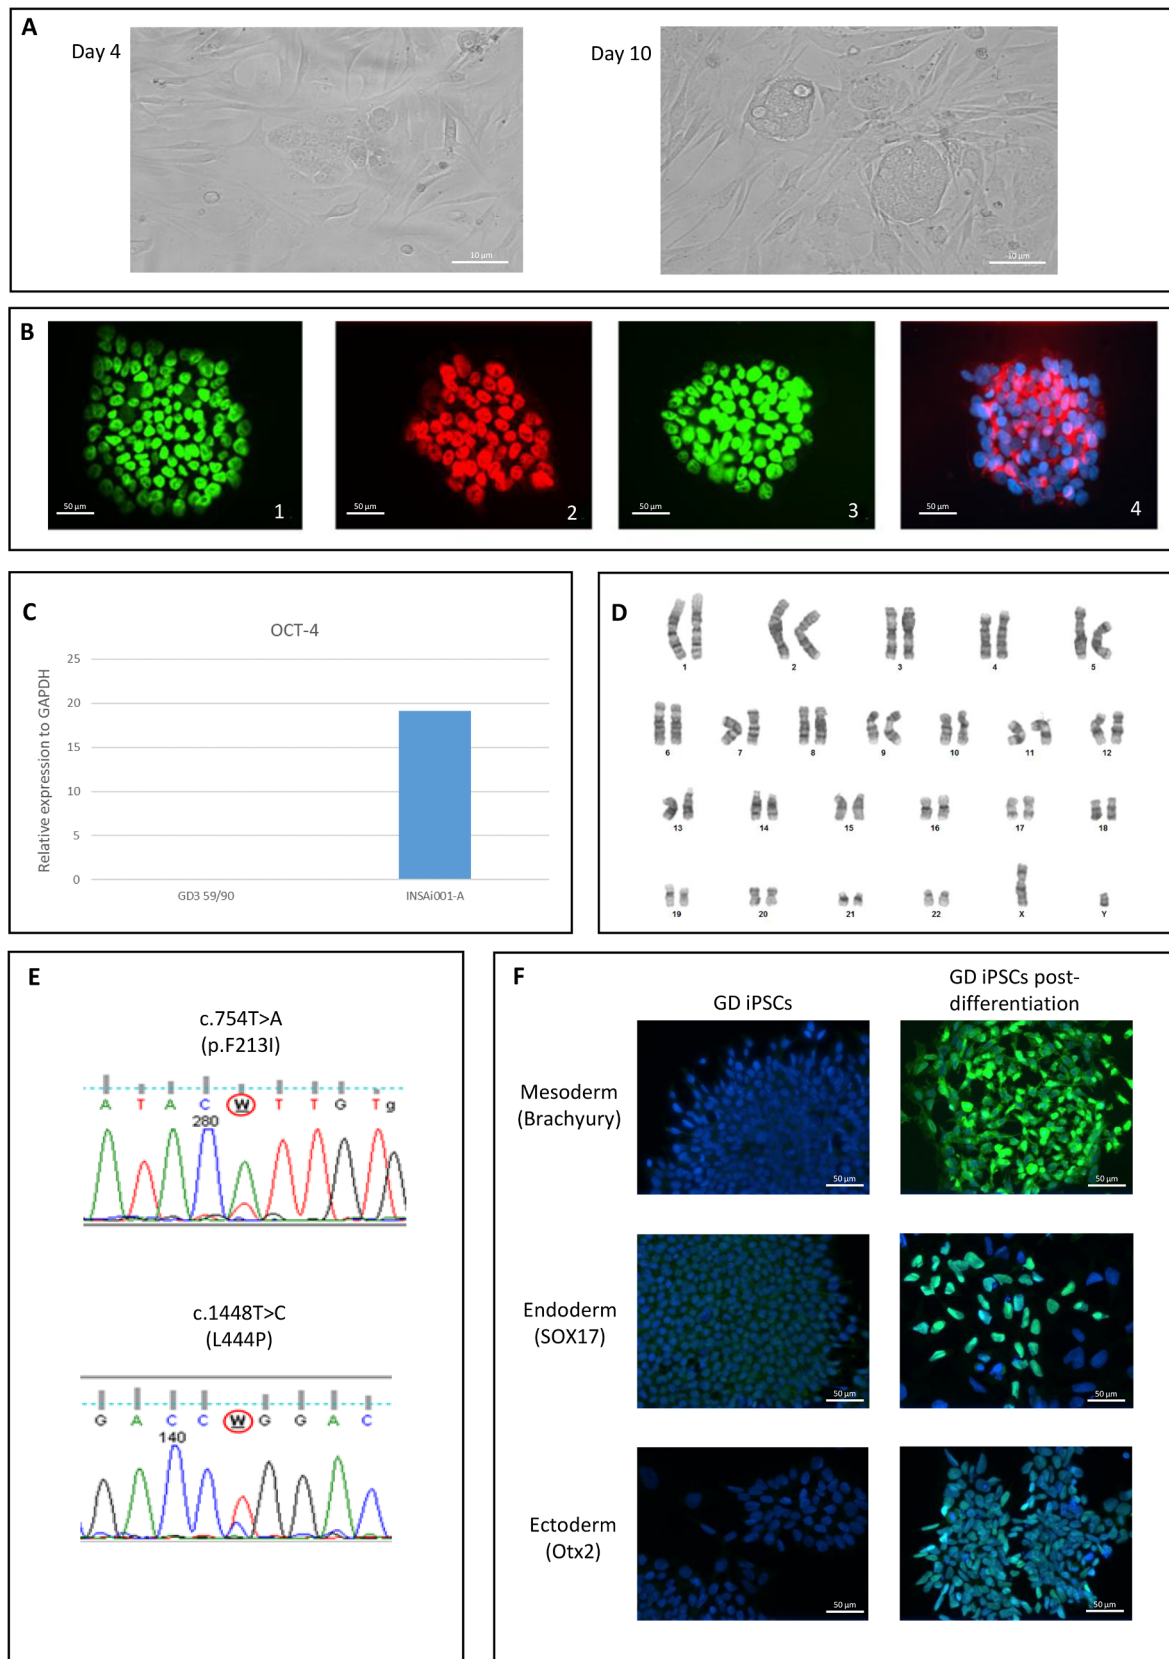 A
Day 4
Day 10
10 µm
10 µm
B
50 µm
1
50 µm
2
50 µm
3
50 µm
4
C
OCT-4
Relative expression to GAPDH
25
20
15
10
5
0
GD3 59/90
INSAi001-A
D
1 2 3 4 5
6 7 8 9 10 11 12
13 14 15 16 17 18
19 20 21 22 X Y
E
c.754T>A
(p.F213I)
A T A C W T T G T g
280
c.1448T>C
(L444P)
G A C C W G G A C
140
F
GD iPSCs
GD iPSCs post-
differentiation
Mesoderm
(Brachyury)
50 µm
50 µm
Endoderm
(SOX17)
50 µm
50 µm
Ectoderm
(Otx2)
50 µm
50 µm